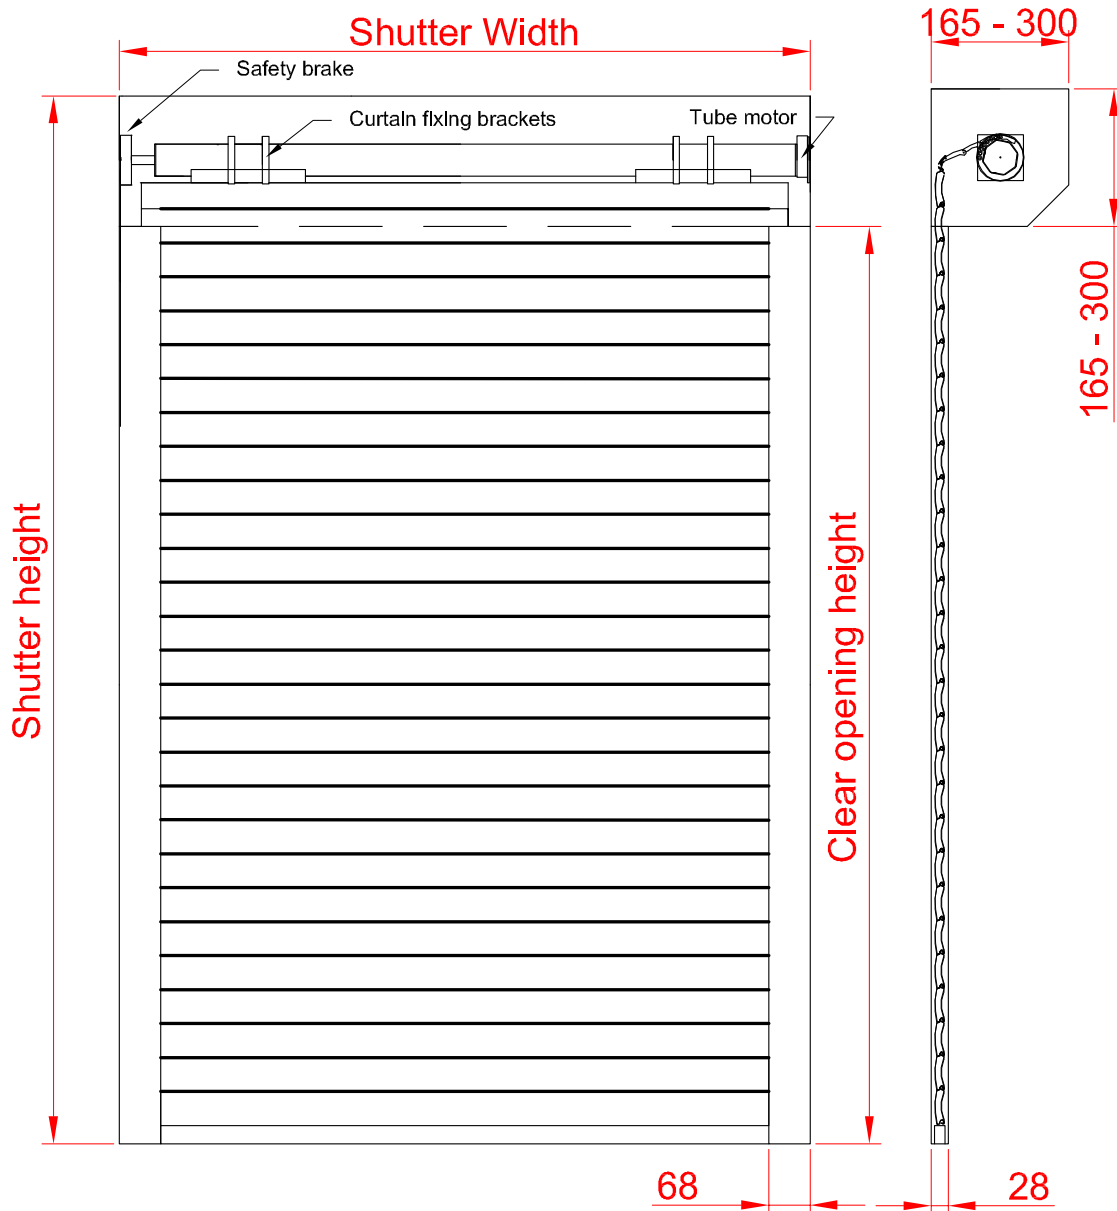 Shutter Width
165 - 300
Safety brake
Curtain fixing brackets
Tube motor
165 - 300
Shutter height
Clear opening height
68
28